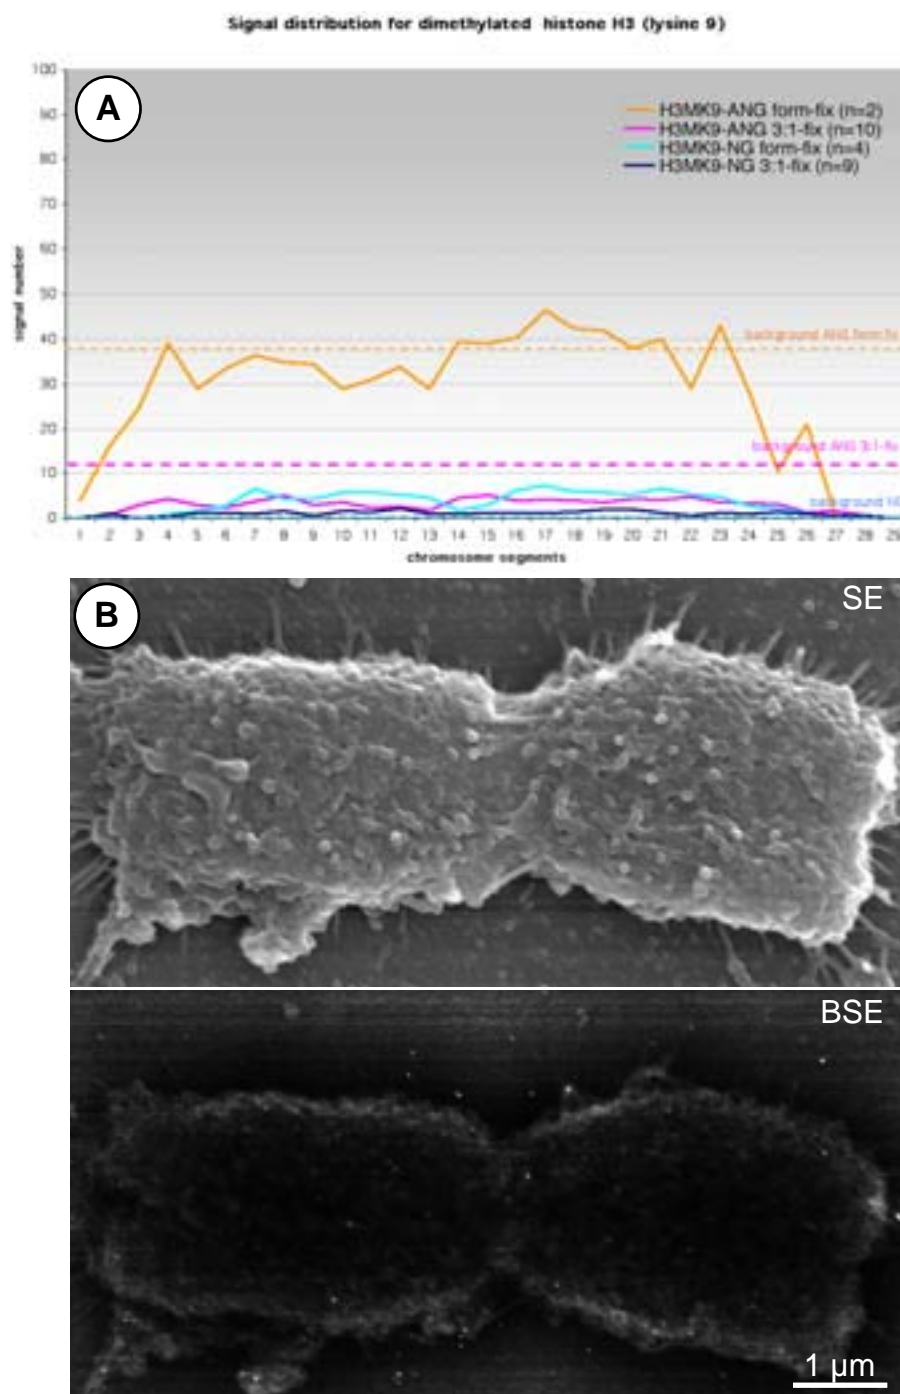 Signal distribution for dimethylated histone H3 (lysine 9)
A
100
90
80
70
60
50
40
30
20
10
0
signal number
H3MK9-ANG form-fix (n=2)
H3MK9-ANG 3:1-fix (n=10)
H3MK9-NG form-fix (n=4)
H3MK9-NG 3:1-fix (n=9)
background ANG form-fix
background ANG 3:1-fix
background
1 2 3 4 5 6 7 8 9 10 11 12 13 14 15 16 17 18 19 20 21 22 23 24 25 26 27 28 29
chromosome segments
B
SE
BSE
1 µm